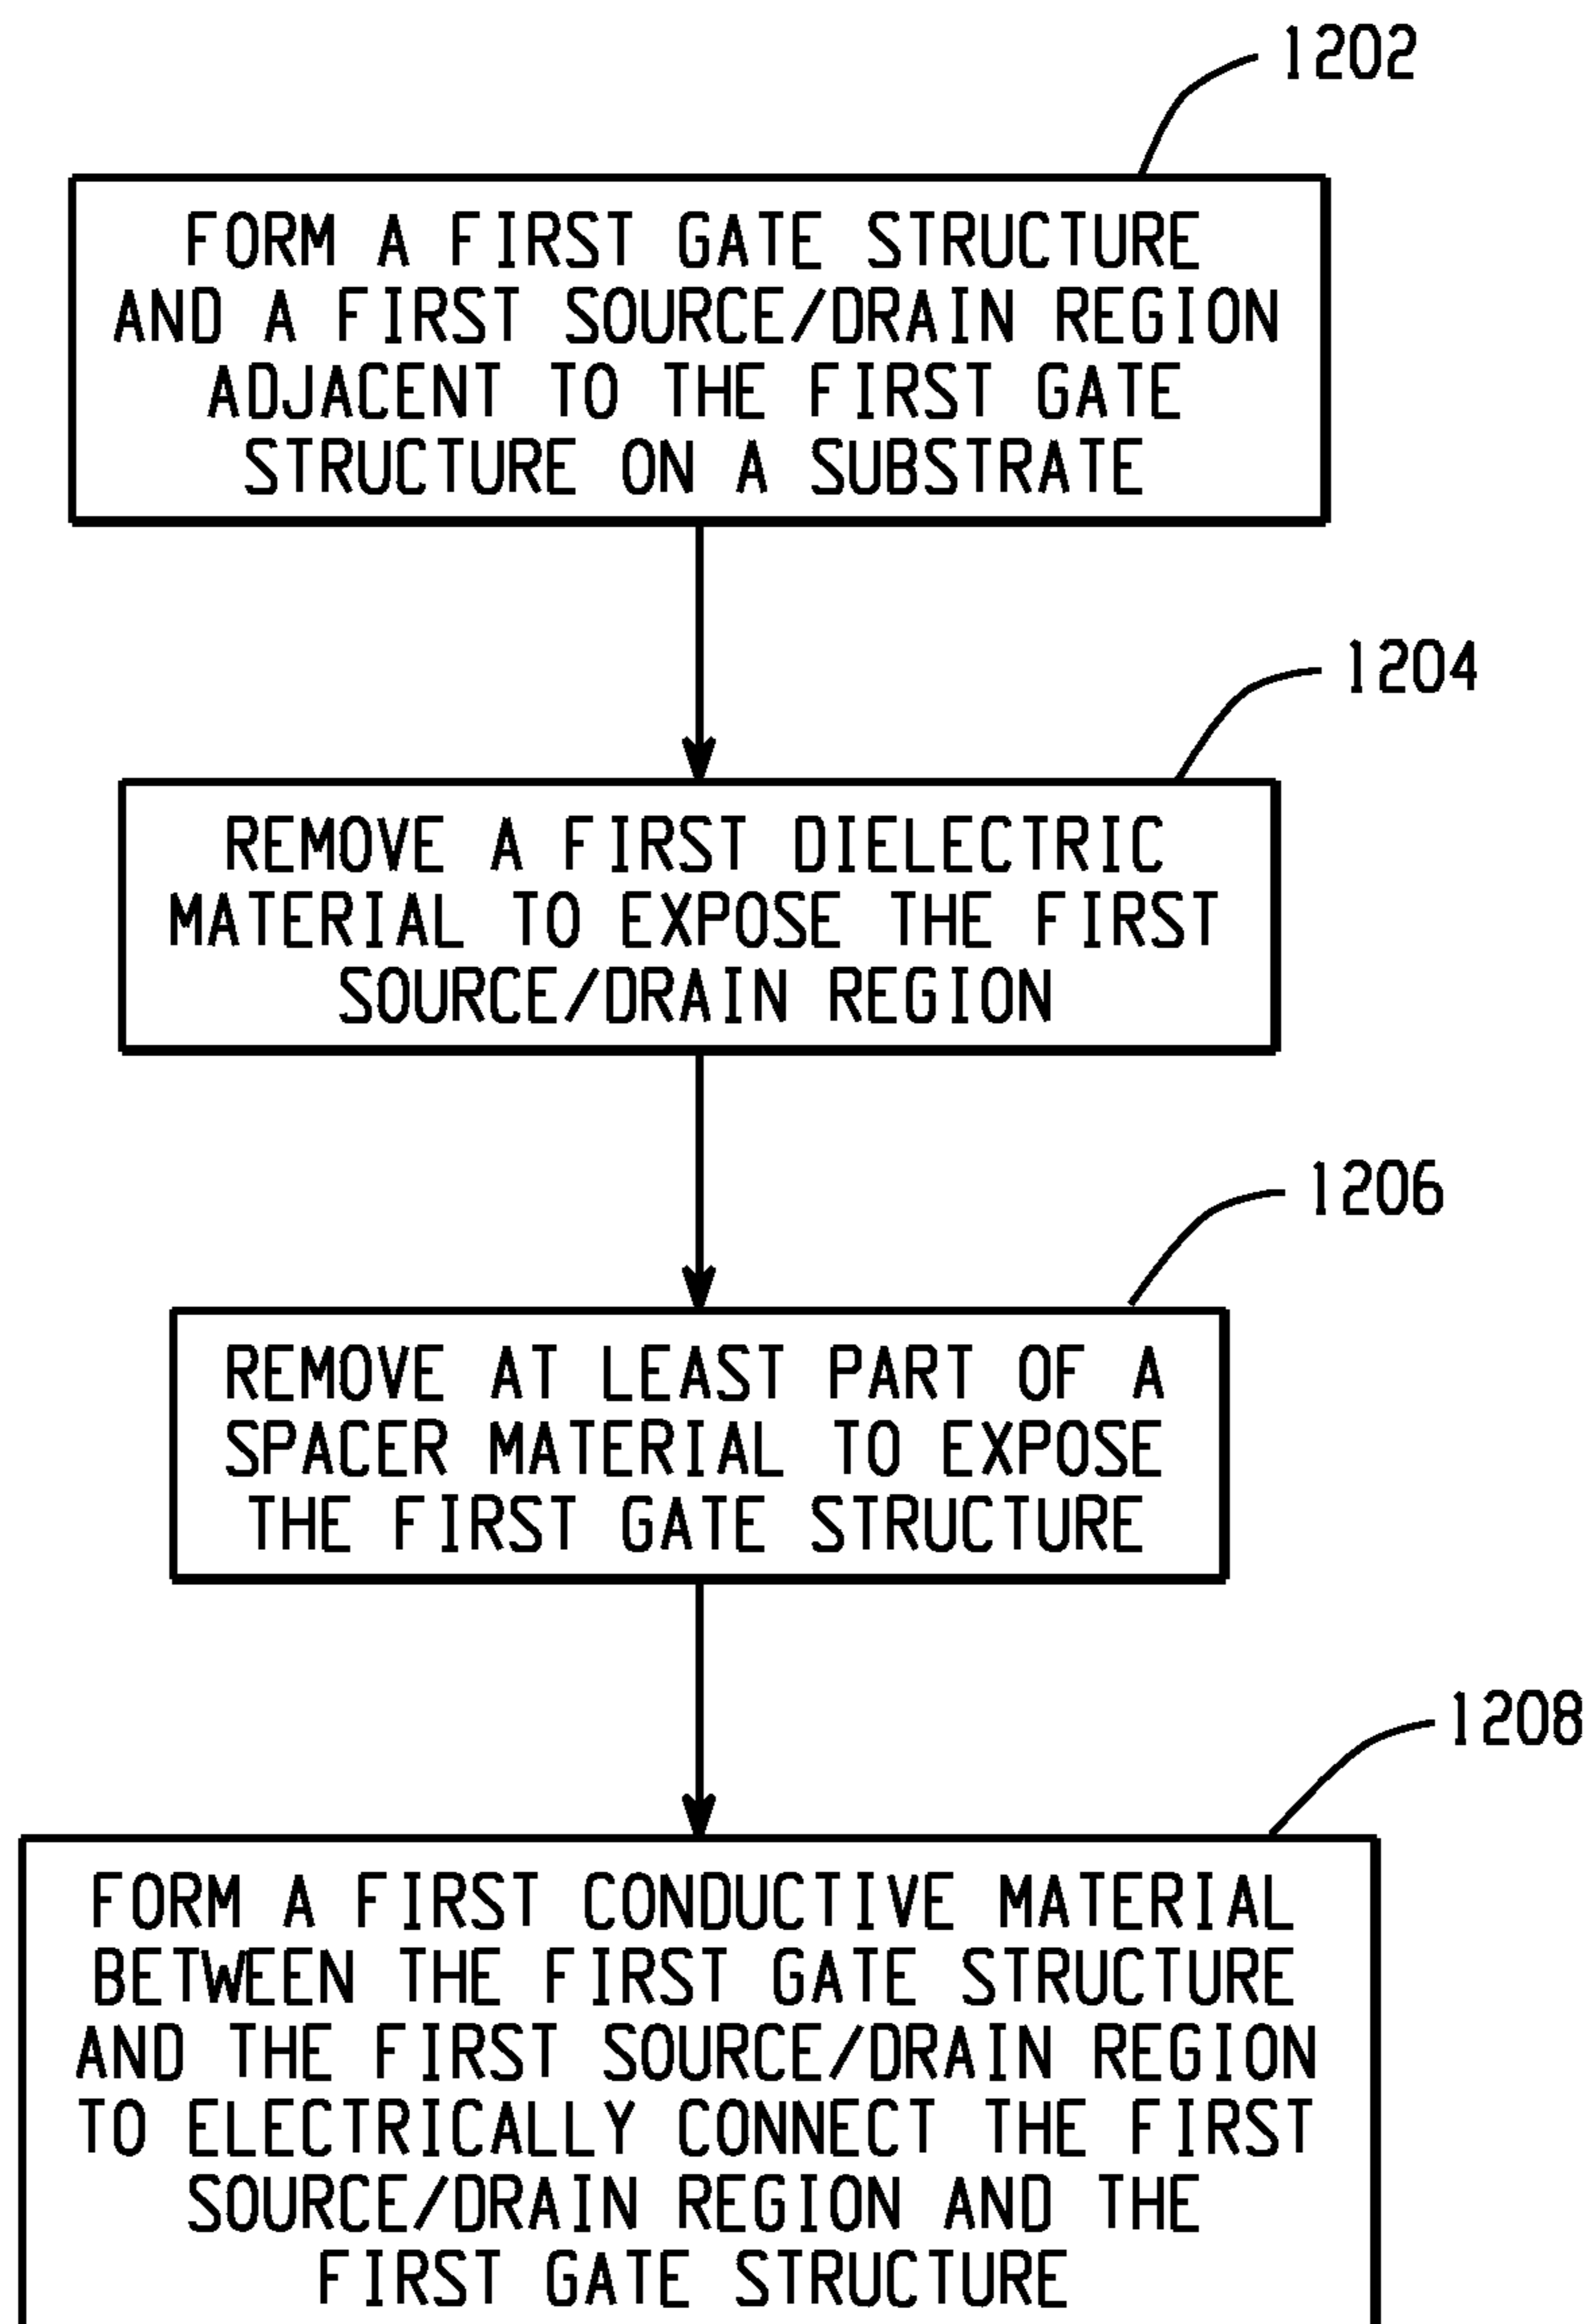 1202
FORM A FIRST GATE STRUCTURE
AND A FIRST SOURCE/DRAIN REGION
ADJACENT TO THE FIRST GATE
STRUCTURE ON A SUBSTRATE
1204
REMOVE A FIRST DIELECTRIC
MATERIAL TO EXPOSE THE FIRST
SOURCE/DRAIN REGION
1206
REMOVE AT LEAST PART OF A
SPACER MATERIAL TO EXPOSE
THE FIRST GATE STRUCTURE
1208
FORM A FIRST CONDUCTIVE MATERIAL
BETWEEN THE FIRST GATE STRUCTURE
AND THE FIRST SOURCE/DRAIN REGION
TO ELECTRICALLY CONNECT THE FIRST
SOURCE/DRAIN REGION AND THE
FIRST GATE STRUCTURE